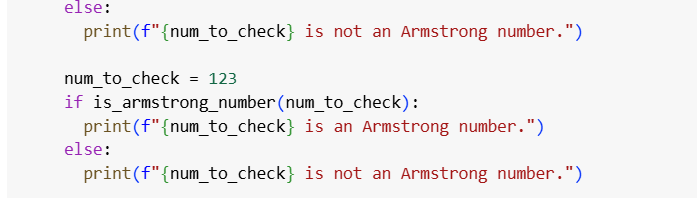 else:
  print(f"{num_to_check} is not an Armstrong number.")

num_to_check = 123
if is_armstrong_number(num_to_check):
  print(f"{num_to_check} is an Armstrong number.")
else:
  print(f"{num_to_check} is not an Armstrong number.")